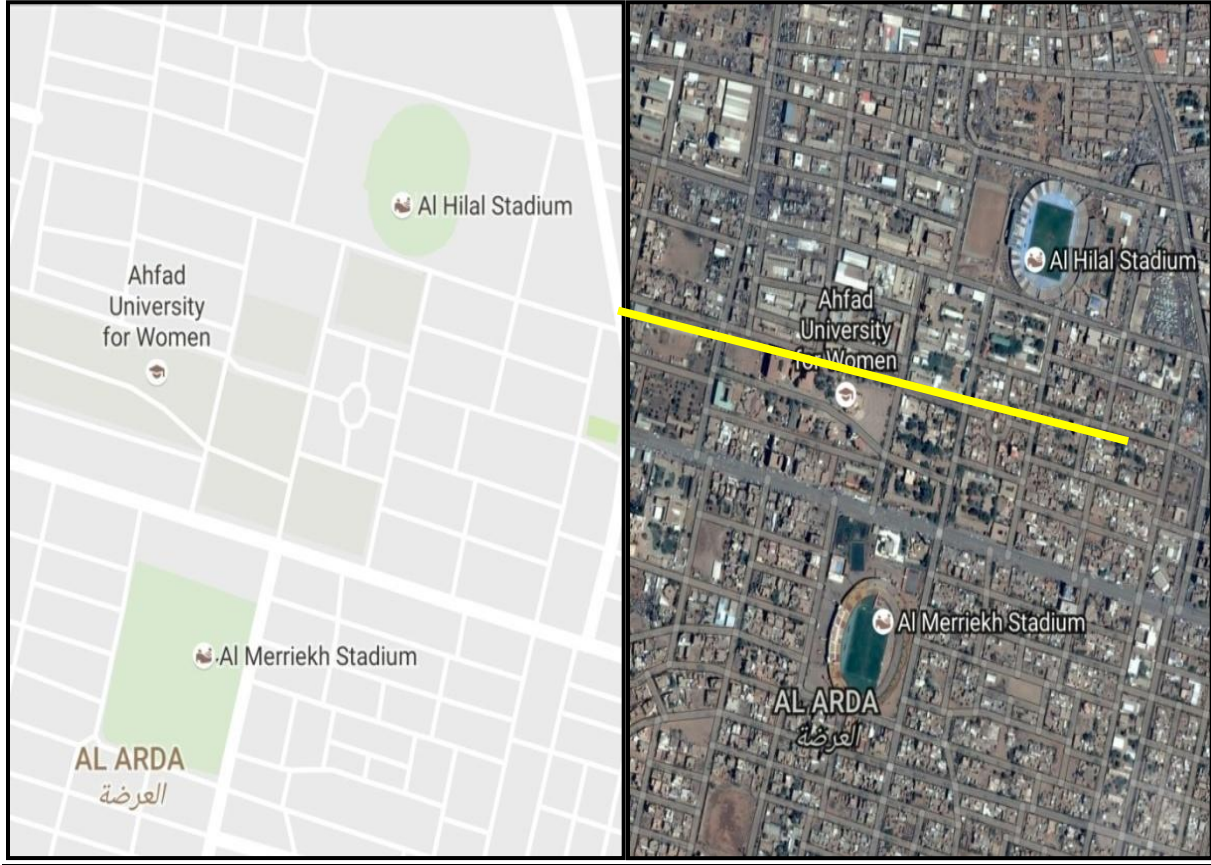 Al Hilal Stadium
Ahfad
University
for Women
Al Merriekh Stadium
AL ARDA
العرضة
Al Hilal Stadium
Ahfad
University
for Women
Al Merriekh Stadium
AL ARDA
العرضة